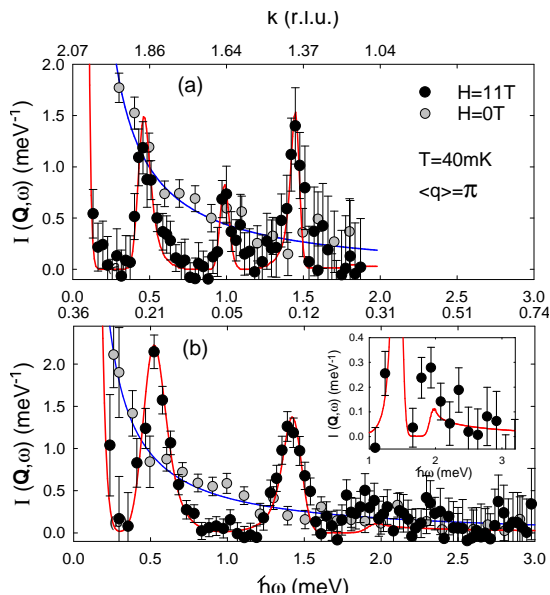 k (r.l.u.)
2.07 1.86 1.64 1.37 1.04
2.0
1.5
1.0
0.5
0.0
I (Q,ω) (meV⁻¹)
(a)
H=11T
H=0T
T=40mK
<q>=π
0.0 0.5 1.0 1.5 2.0 2.5 3.0
0.36 0.21 0.05 0.12 0.31 0.51 0.74
2.0
1.5
1.0
0.5
0.0
I (Q,ω) (meV⁻¹)
(b)
0.4
0.3
0.2
0.1
0.0
I (Q,ω) (meV⁻¹)
1 2 3
ħω (meV)
0.0 0.5 1.0 1.5 2.0 2.5 3.0
ħω (meV)